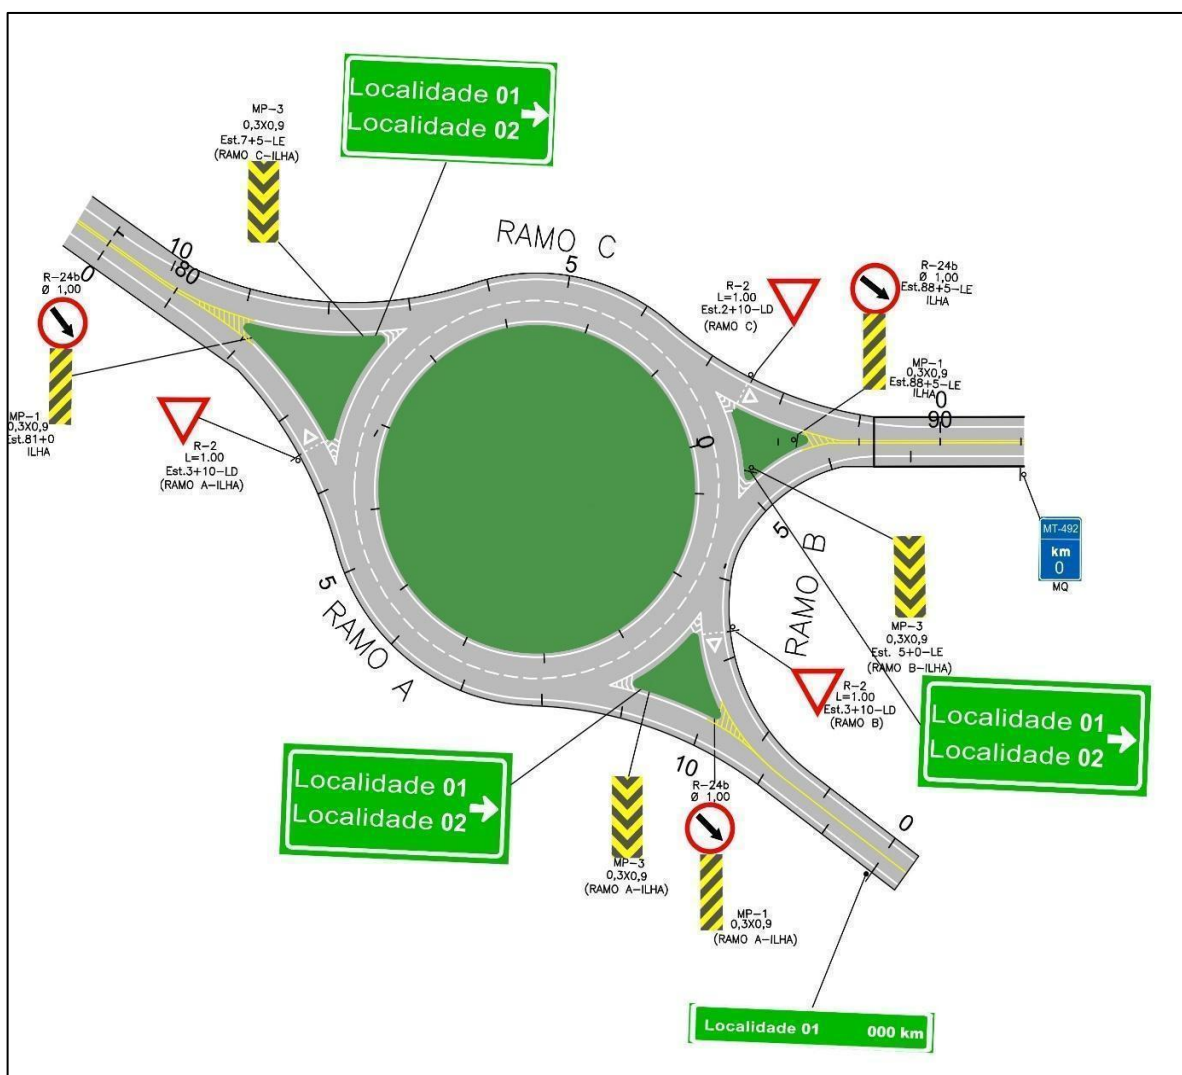 Localidade 01
Localidade 02
MP-3
0,3X0,9
Est.7+5-LE
(RAMO C-ILHA)
RAMO C
5
10
80
0
R-24b
Ø 1,00
R-2
L=1.00
Est.2+10-LD
(RAMO C)
R-24b
Ø 1,00
Est.88+5-LE
ILHA
MP-1
0,3X0,9
Est.88+5-LE
ILHA
0
90
MP-1
0,3X0,9
Est.81+0
ILHA
R-2
L=1.00
Est.3+10-LD
(RAMO A-ILHA)
0
5
MT-492
km
0
MQ
RAMO B
5
RAMO A
MP-3
0,3X0,9
Est. 5+0-LE
(RAMO B-ILHA)
R-2
L=1.00
Est.3+10-LD
(RAMO B)
Localidade 01
Localidade 02
Localidade 01
Localidade 02
10
R-24b
Ø 1,00
0
MP-3
0,3X0,9
(RAMO A-ILHA)
MP-1
0,3X0,9
(RAMO A-ILHA)
Localidade 01 000 km